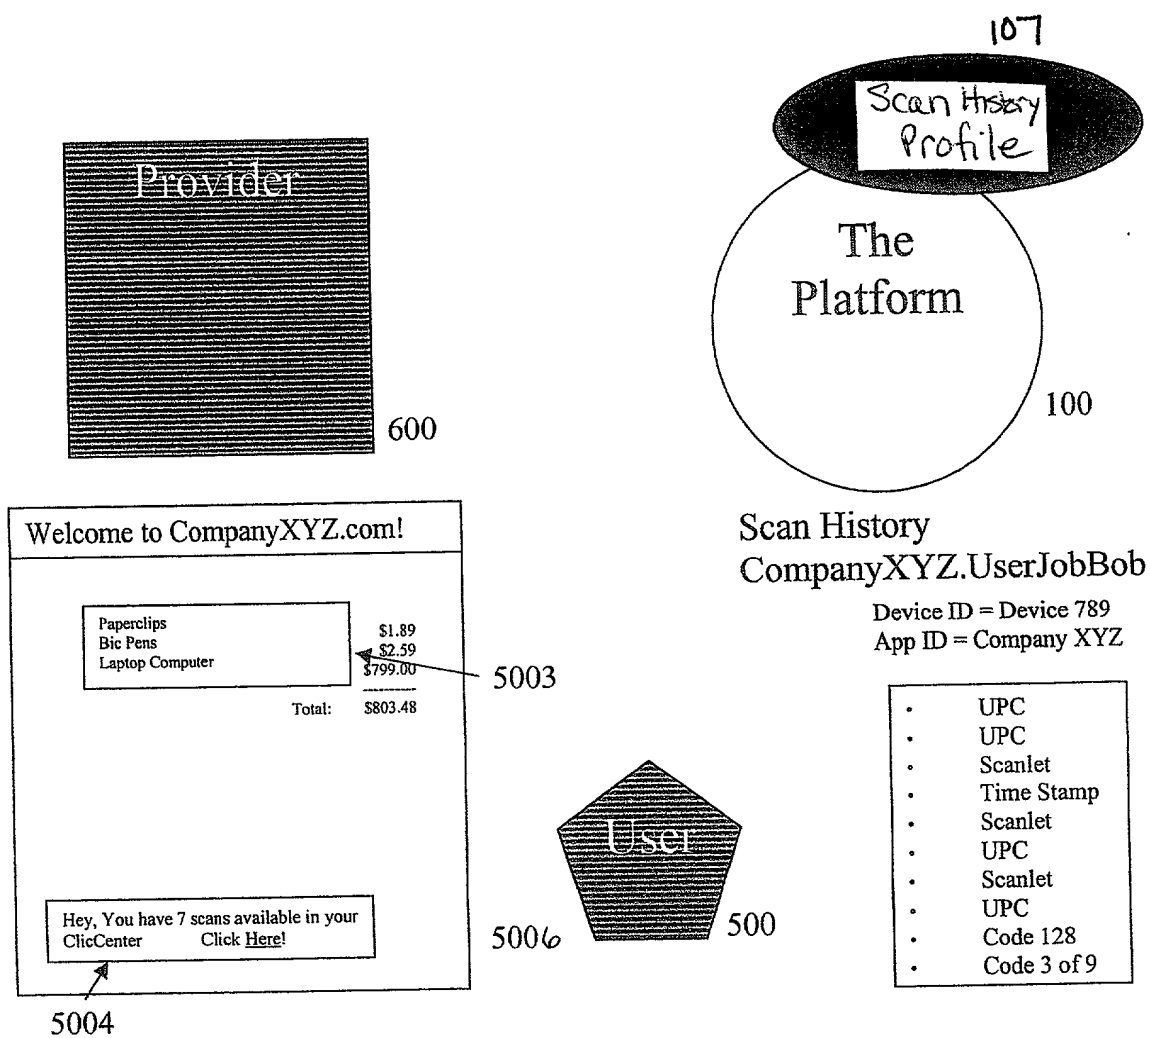 107
Scan History
Profile
Provider
The
Platform
100
600
Welcome to CompanyXYZ.com!
Paperclips $1.89
Bic Pens $2.59
Laptop Computer $799.00
--------
Total: $803.48
5003
Hey, You have 7 scans available in your
ClicCenter Click Here!
5004
5006
User
500
Scan History
CompanyXYZ.UserJobBob
Device ID = Device 789
App ID = Company XYZ
• UPC
• UPC
• Scanlet
• Time Stamp
• Scanlet
• UPC
• Scanlet
• UPC
• Code 128
• Code 3 of 9